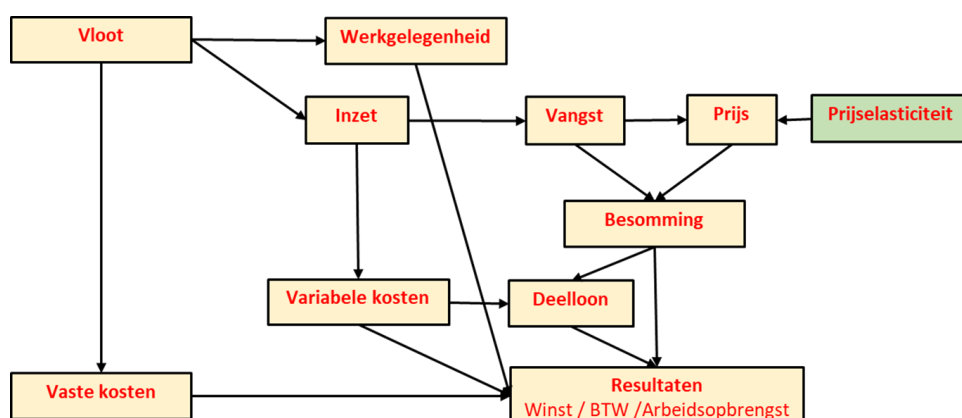 Vloot
Werkgelegenheid
Inzet
Vangst
Prijs
Prijselasticiteit
Besomming
Variabele kosten
Deelloon
Vaste kosten
Resultaten
Winst / BTW /Arbeidsopbrengst